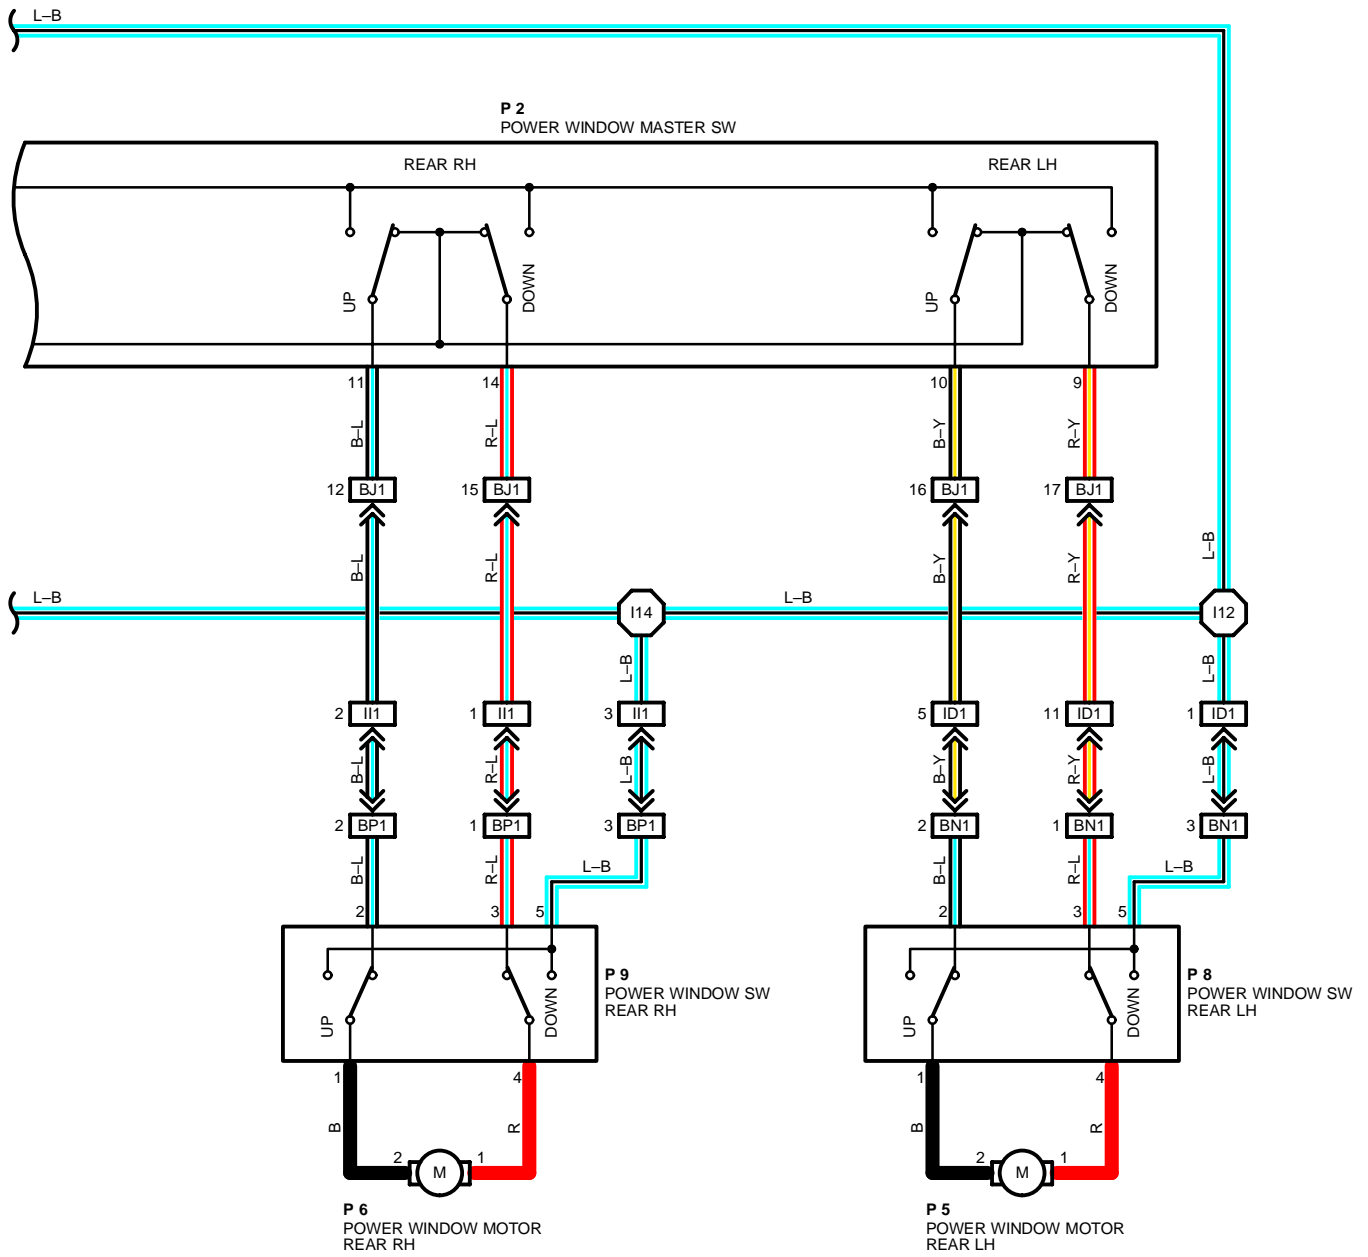 L–B
P 2
POWER WINDOW MASTER SW
REAR RH
REAR LH
UP
DOWN
UP
DOWN
11
14
10
9
B–L
R–L
B–Y
R–Y
12 BJ1
15 BJ1
16 BJ1
17 BJ1
B–L
R–L
B–Y
R–Y
L–B
L–B
L–B
I14
I12
L–B
L–B
2 II1
1 II1
3 II1
5 ID1
11 ID1
1 ID1
B–L
R–L
L–B
B–Y
R–Y
L–B
2 BP1
1 BP1
3 BP1
2 BN1
1 BN1
3 BN1
B–L
R–L
L–B
B–L
R–L
L–B
2
3
5
2
3
5
P 9
POWER WINDOW SW
REAR RH
P 8
POWER WINDOW SW
REAR LH
UP
DOWN
UP
DOWN
1
4
1
4
B
R
B
R
2
M
1
2
M
1
P 6
POWER WINDOW MOTOR
REAR RH
P 5
POWER WINDOW MOTOR
REAR LH